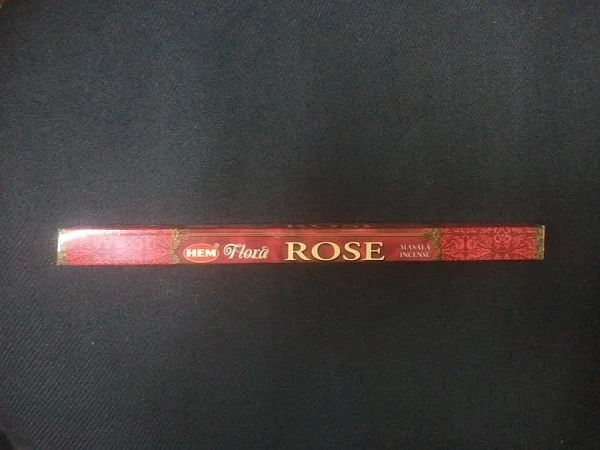 HEM Flora ROSE MASALA
INCENSE